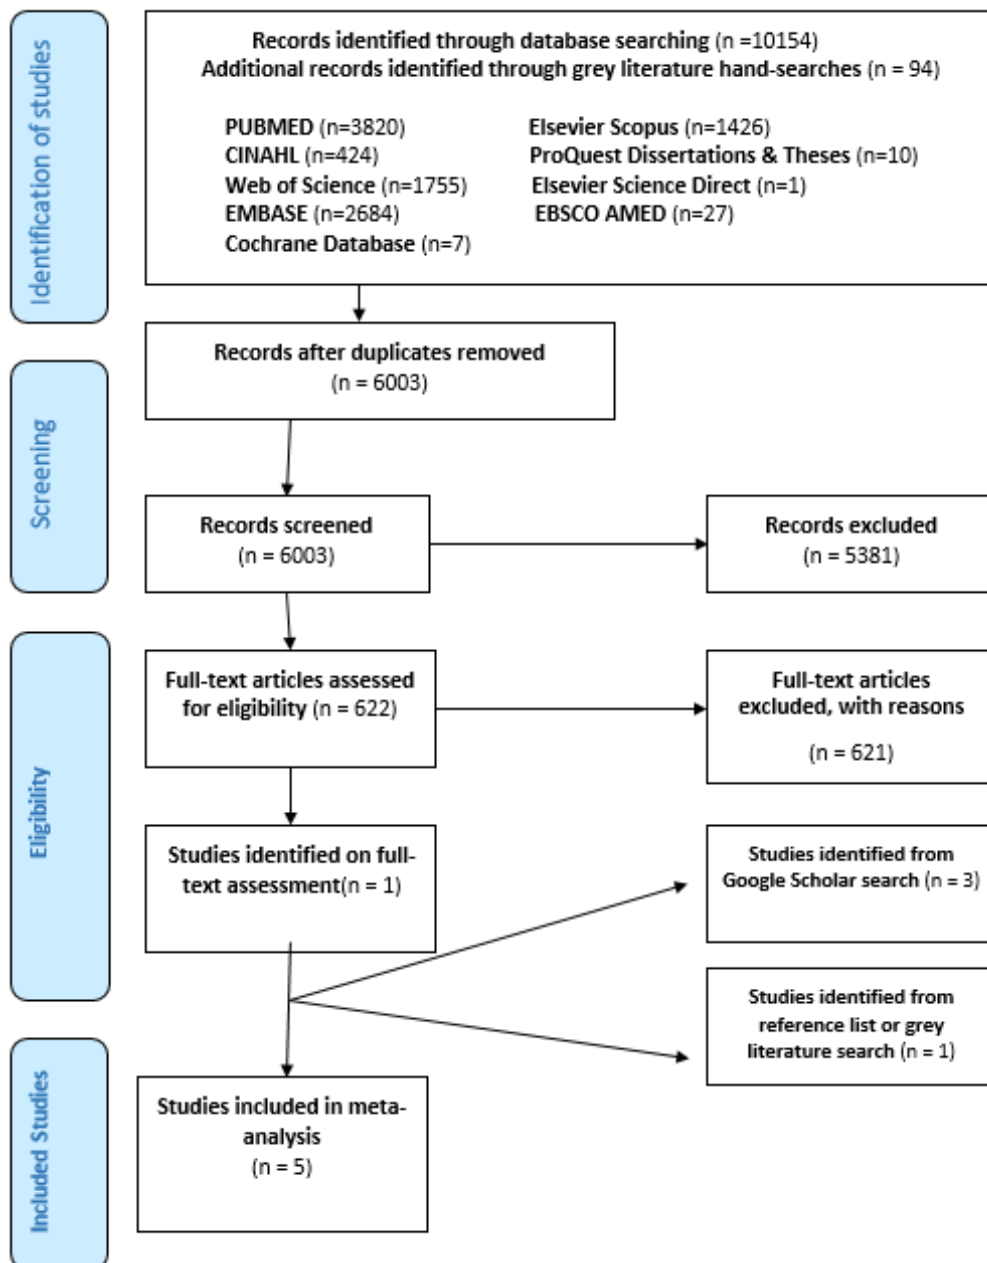 Identification of studies
Records identified through database searching (n =10154)
Additional records identified through grey literature hand-searches (n = 94)
PUBMED (n=3820)
CINAHL (n=424)
Web of Science (n=1755)
EMBASE (n=2684)
Cochrane Database (n=7)
Elsevier Scopus (n=1426)
ProQuest Dissertations & Theses (n=10)
Elsevier Science Direct (n=1)
EBSCO AMED (n=27)
Records after duplicates removed
(n = 6003)
Screening
Records screened
(n = 6003)
Records excluded
(n = 5381)
Eligibility
Full-text articles assessed
for eligibility (n = 622)
Full-text articles
excluded, with reasons
(n = 621)
Studies identified on full-
text assessment(n = 1)
Studies identified from
Google Scholar search (n = 3)
Studies identified from
reference list or grey
literature search (n = 1)
Included Studies
Studies included in meta-
analysis
(n = 5)